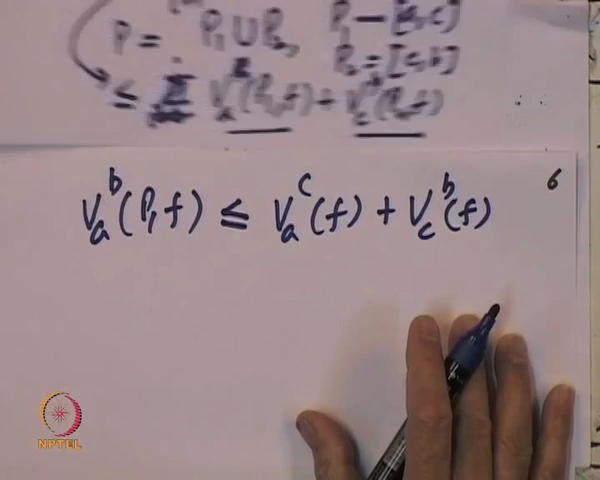 P = P₁ ∪ P₂, P₁ — [a, c]
P₂ = [c, b]
≤ V_a^c(P₁, f) + V_c^b(P₂, f)
6
V_a^b(P, f) ≤ V_a^c(f) + V_c^b(f)
NPTEL